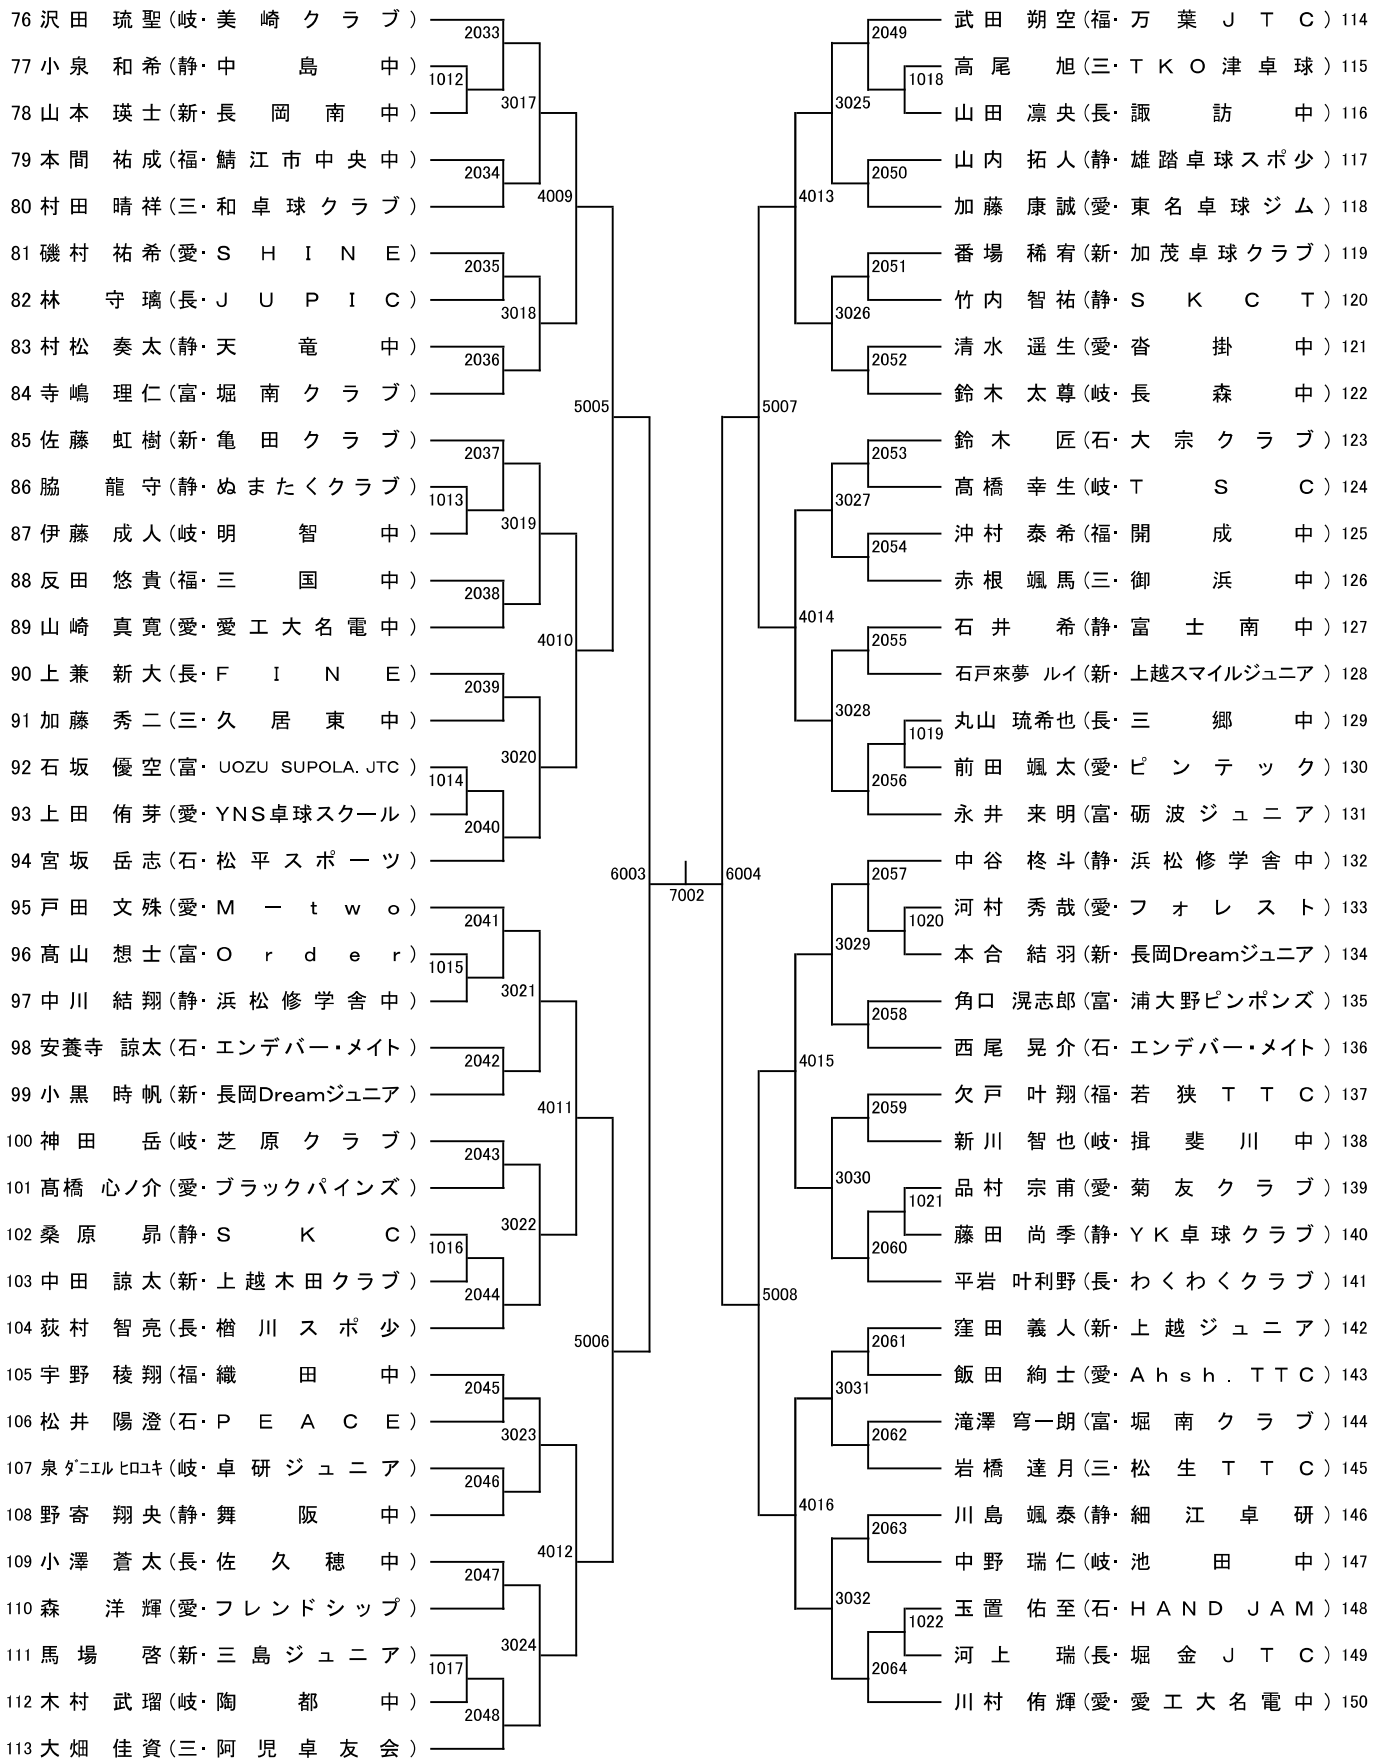 76 沢田 琉聖 (岐・美崎クラブ)
77 小泉 和希 (静・中島中)
78 山本 瑛士 (新・長岡南中)
79 本間 祐成 (福・鯖江市中央中)
80 村田 晴祥 (三・和卓球クラブ)
81 磯村 祐希 (愛・SHINE)
82 林 守璃 (長・JUPIC)
83 村松 奏太 (静・天竜中)
84 寺嶋 理仁 (富・堀南クラブ)
85 佐藤 虹樹 (新・亀田クラブ)
86 脇 龍守 (静・ぬまたくクラブ)
87 伊藤 成人 (岐・明智中)
88 反田 悠貴 (福・三国中)
89 山崎 真寛 (愛・愛工大名電中)
90 上兼 新大 (長・FINE)
91 加藤 秀二 (三・久居東中)
92 石坂 優空 (富・UOZU SUPOLA.JTC)
93 上田 侑芽 (愛・YNS卓球スクール)
94 宮坂 岳志 (石・松平スポーツ)
95 戸田 文殊 (愛・M-two)
96 髙山 想士 (富・Order)
97 中川 結翔 (静・浜松修学舎中)
98 安養寺 諒太 (石・エンデバー・メイト)
99 小黒 時帆 (新・長岡Dreamジュニア)
100 神田 岳 (岐・芝原クラブ)
101 髙橋 心ノ介 (愛・ブラックパインズ)
102 桑原 昴 (静・SKC)
103 中田 諒太 (新・上越木田クラブ)
104 荻村 智亮 (長・楢川スポ少)
105 宇野 稜翔 (福・織田中)
106 松井 陽澄 (石・PEACE)
107 泉 ダニエル ヒロユキ (岐・卓研ジュニア)
108 野寄 翔央 (静・舞阪中)
109 小澤 蒼太 (長・佐久穂中)
110 森 洋輝 (愛・フレンドシップ)
111 馬場 啓 (新・三島ジュニア)
112 木村 武瑠 (岐・陶都中)
113 大畑 佳資 (三・阿児卓友会)
1012
1013
1014
1015
1016
1017
2033
2034
2035
2036
2037
2038
2039
2040
2041
2042
2043
2044
2045
2046
2047
2048
3017
3018
3019
3020
3021
3022
3023
3024
4009
4010
4011
4012
5005
5006
6003
7002
6004
5007
5008
4013
4014
4015
4016
3025
3026
3027
3028
3029
3030
3031
3032
2049
2050
2051
2052
2053
2054
2055
2056
2057
2058
2059
2060
2061
2062
2063
2064
1018
1019
1020
1021
1022
武田 朔空 (福・万葉JTC) 114
高尾 旭 (三・TKO津卓球) 115
山田 凛央 (長・諏訪中) 116
山内 拓人 (静・雄踏卓球スポ少) 117
加藤 康誠 (愛・東名卓球ジム) 118
番場 稀宥 (新・加茂卓球クラブ) 119
竹内 智祐 (静・SKCT) 120
清水 遥生 (愛・沓掛中) 121
鈴木 太尊 (岐・長森中) 122
鈴木 匠 (石・大宗クラブ) 123
髙橋 幸生 (岐・TSC) 124
沖村 泰希 (福・開成中) 125
赤根 颯馬 (三・御浜中) 126
石井 希 (静・富士南中) 127
石戸來夢 ルイ (新・上越スマイルジュニア) 128
丸山 琉希也 (長・三郷中) 129
前田 颯太 (愛・ピンテック) 130
永井 来明 (富・砺波ジュニア) 131
中谷 柊斗 (静・浜松修学舎中) 132
河村 秀哉 (愛・フォレスト) 133
本合 結羽 (新・長岡Dreamジュニア) 134
角口 滉志郎 (富・浦大野ピンポンズ) 135
西尾 晃介 (石・エンデバー・メイト) 136
欠戸 叶翔 (福・若狭TTC) 137
新川 智也 (岐・揖斐川中) 138
品村 宗甫 (愛・菊友クラブ) 139
藤田 尚季 (静・YK卓球クラブ) 140
平岩 叶利野 (長・わくわくクラブ) 141
窪田 義人 (新・上越ジュニア) 142
飯田 絢士 (愛・Ahsh.TTC) 143
滝澤 穹一朗 (富・堀南クラブ) 144
岩橋 達月 (三・松生TTC) 145
川島 颯泰 (静・細江卓研) 146
中野 瑞仁 (岐・池田中) 147
玉置 佑至 (石・HAND JAM) 148
河上 瑞 (長・堀金JTC) 149
川村 侑輝 (愛・愛工大名電中) 150